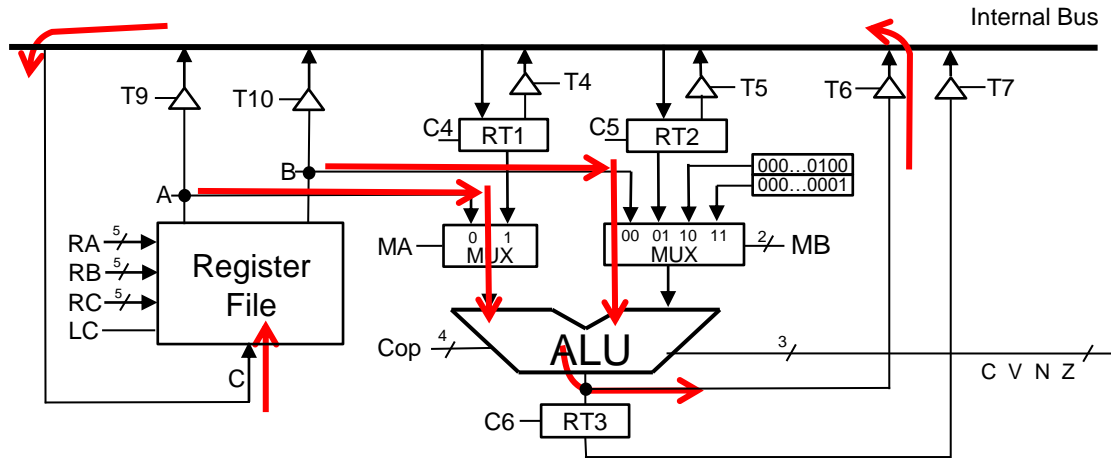 Internal Bus
T9
T10
T4
T5
T6
T7
C4
RT1
C5
RT2
000...0100
000...0001
B
A
RA 5
RB 5
RC 5
LC
Register
File
C
MA
0 1
MUX
00 01 10 11
MUX
2
MB
Cop
4
ALU
3
C V N Z
C6
RT3